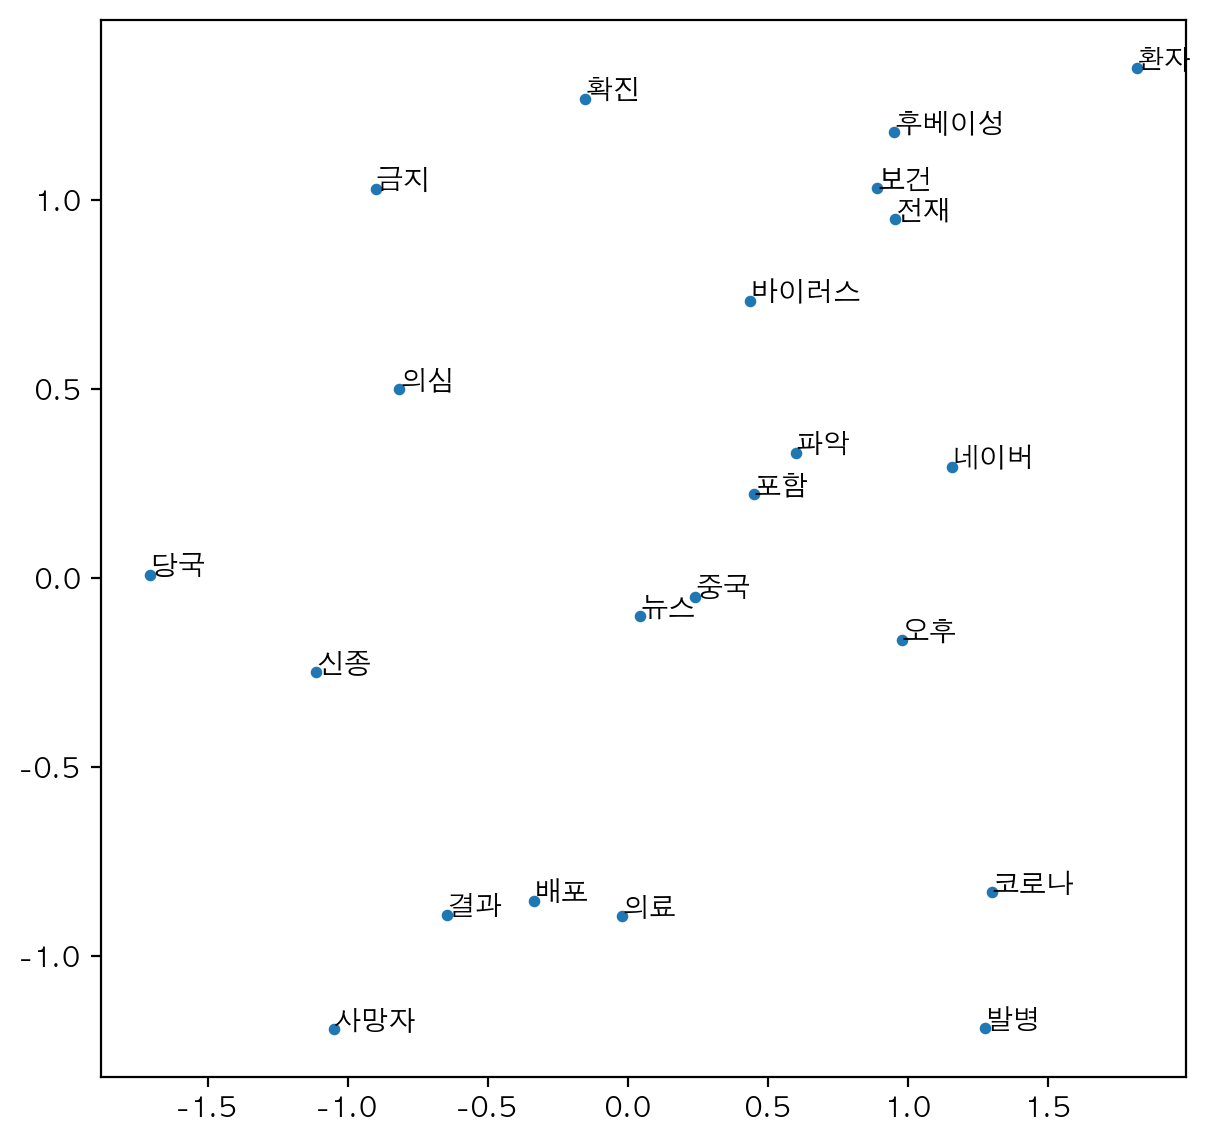 환자
확진
후베이성
금지
보건
1.0
전재
바이러스
의심
0.5
파악
네이버
포함
당국
0.0
중국
뉴스
오후
신종
-0.5
코로나
배포
결과
의료
-1.0
사망자
발병
-1.5 -1.0 -0.5 0.0 0.5 1.0 1.5